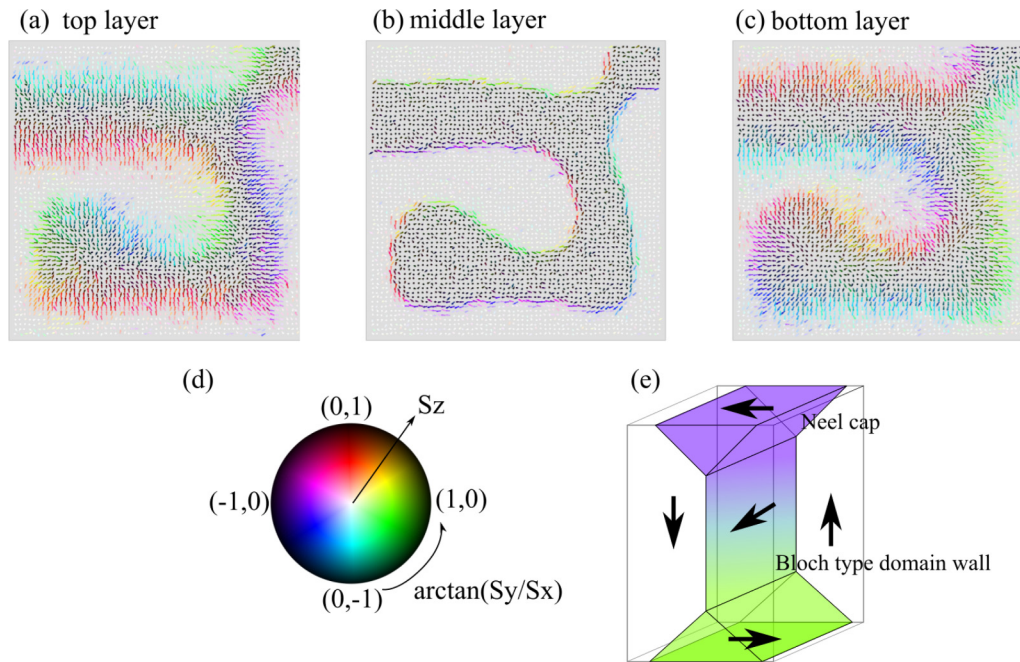 (a) top layer
(b) middle layer
(c) bottom layer
(d)
(e)
(0,1)
Sz
(-1,0)
(1,0)
(0,-1)
arctan(Sy/Sx)
Neel cap
Bloch type domain wall